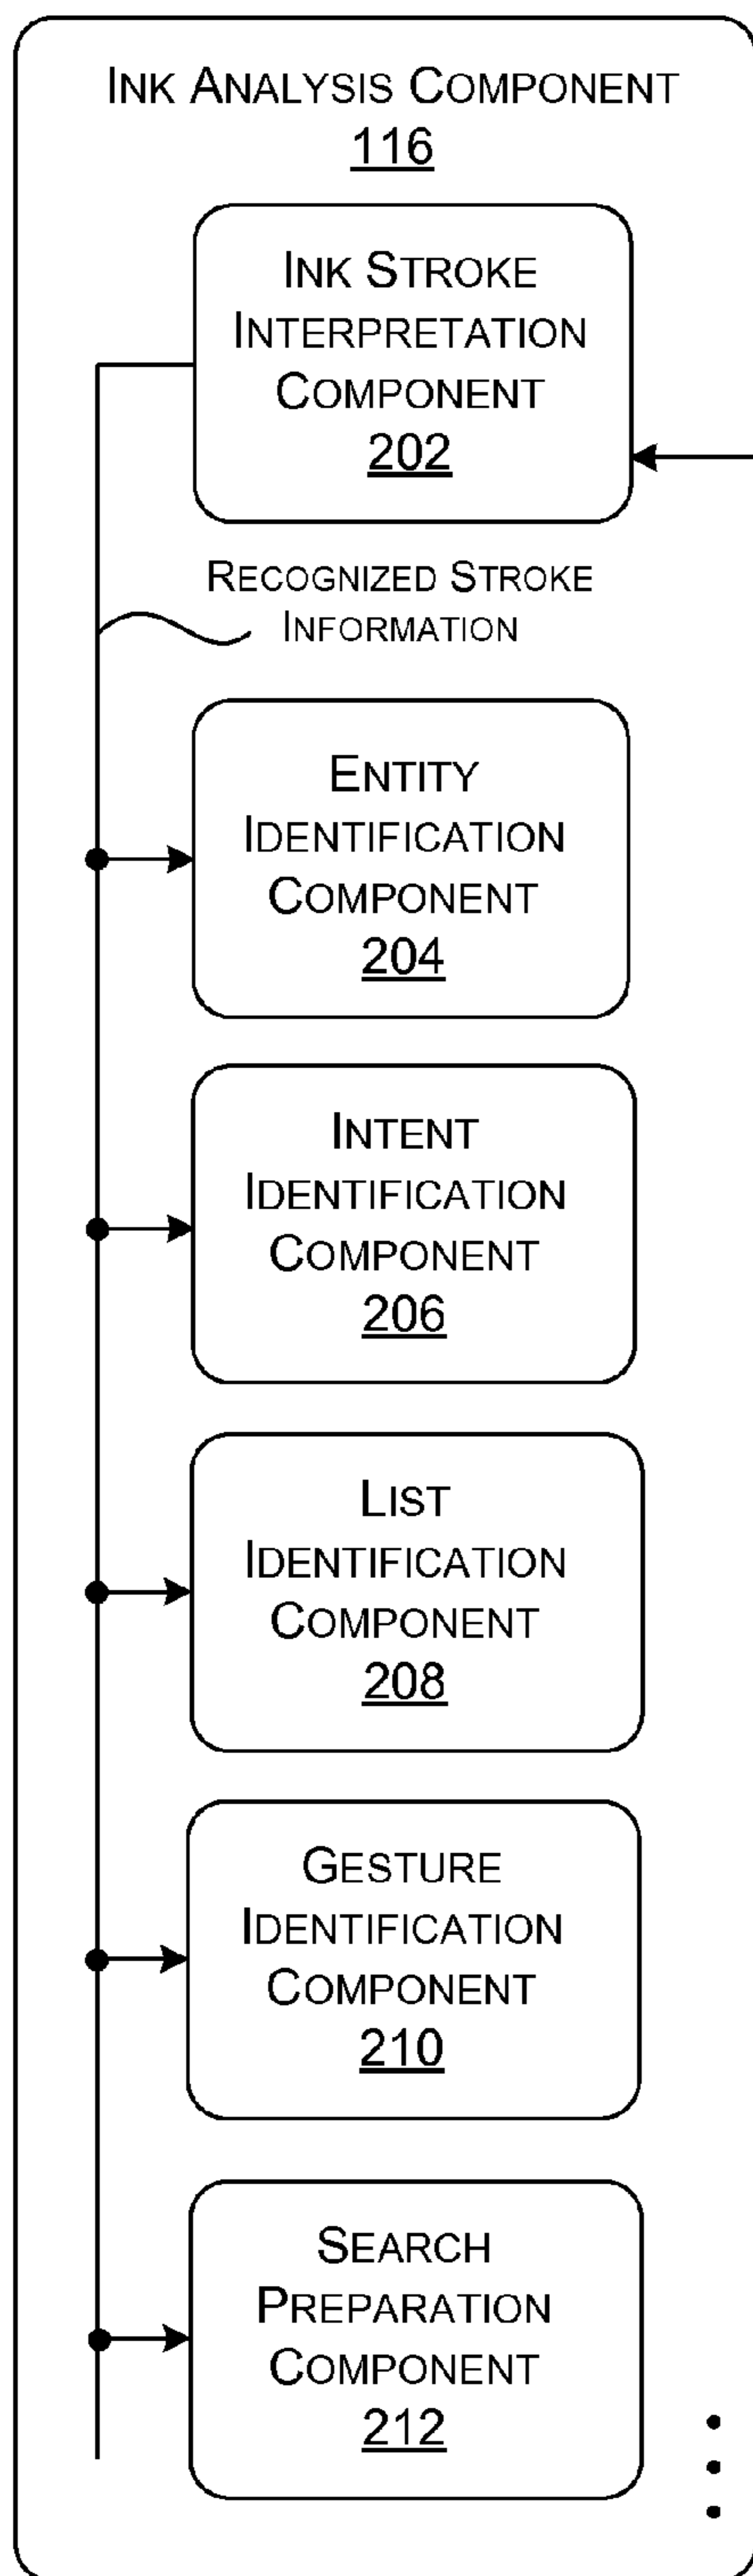 INK ANALYSIS COMPONENT
116
INK STROKE
INTERPRETATION
COMPONENT
202
RECOGNIZED STROKE
INFORMATION
ENTITY
IDENTIFICATION
COMPONENT
204
INTENT
IDENTIFICATION
COMPONENT
206
LIST
IDENTIFICATION
COMPONENT
208
GESTURE
IDENTIFICATION
COMPONENT
210
SEARCH
PREPARATION
COMPONENT
212